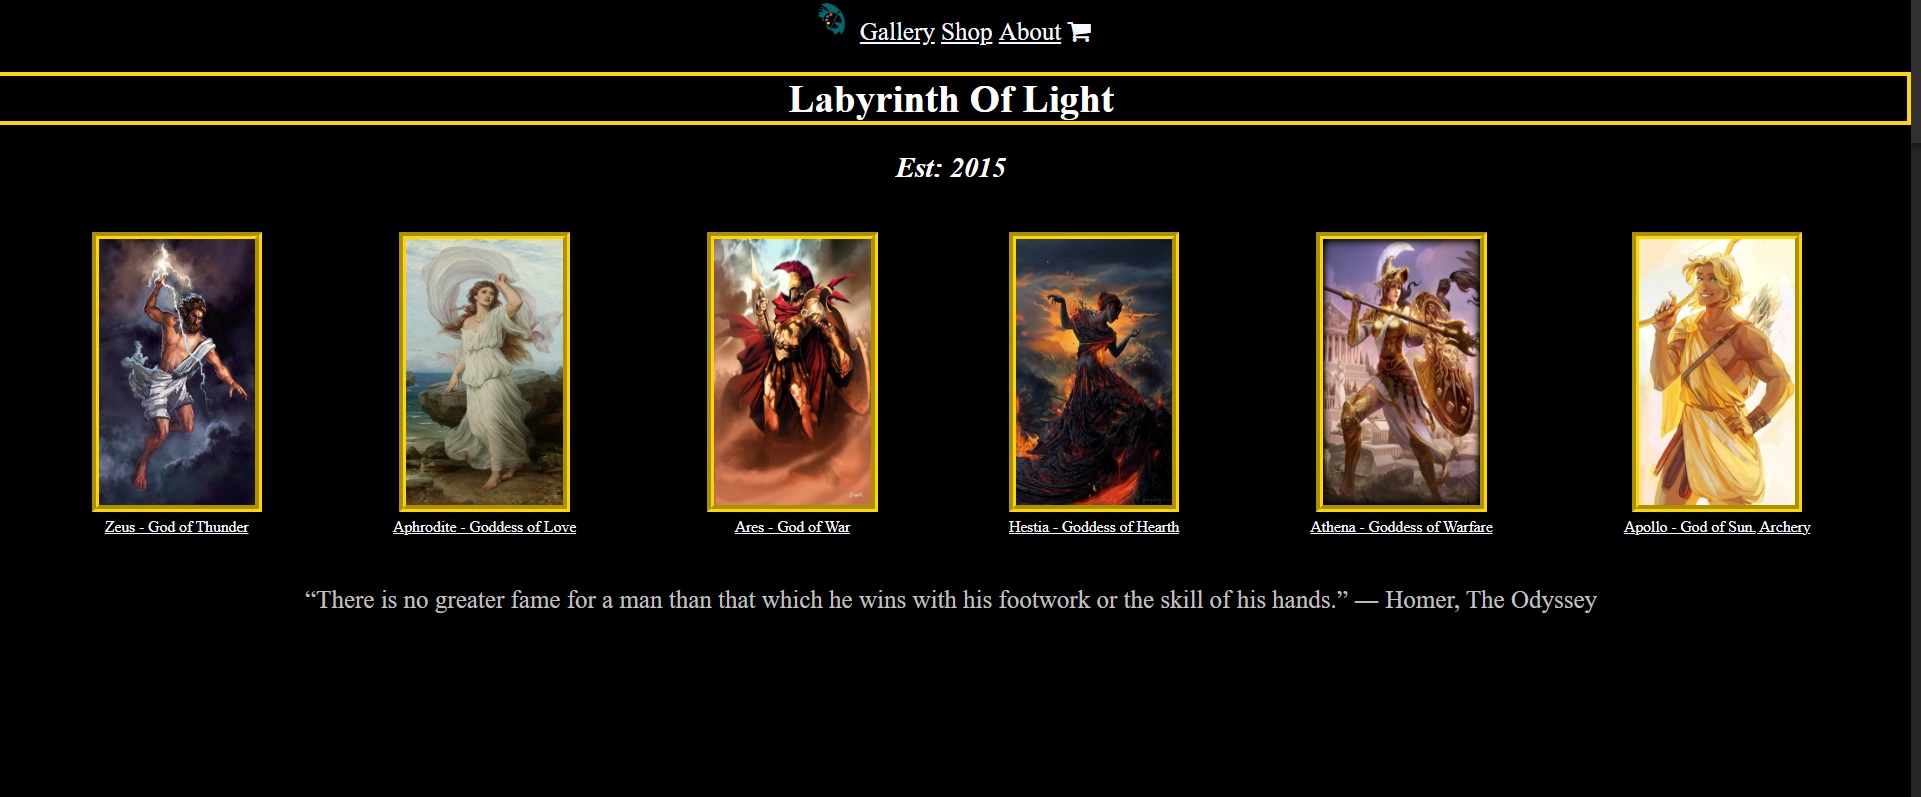 Gallery Shop About
Labyrinth Of Light
Est: 2015
Zeus - God of Thunder
Aphrodite - Goddess of Love
Ares - God of War
Hestia - Goddess of Hearth
Athena - Goddess of Warfare
Apollo - God of Sun, Archery
“There is no greater fame for a man than that which he wins with his footwork or the skill of his hands.” — Homer, The Odyssey